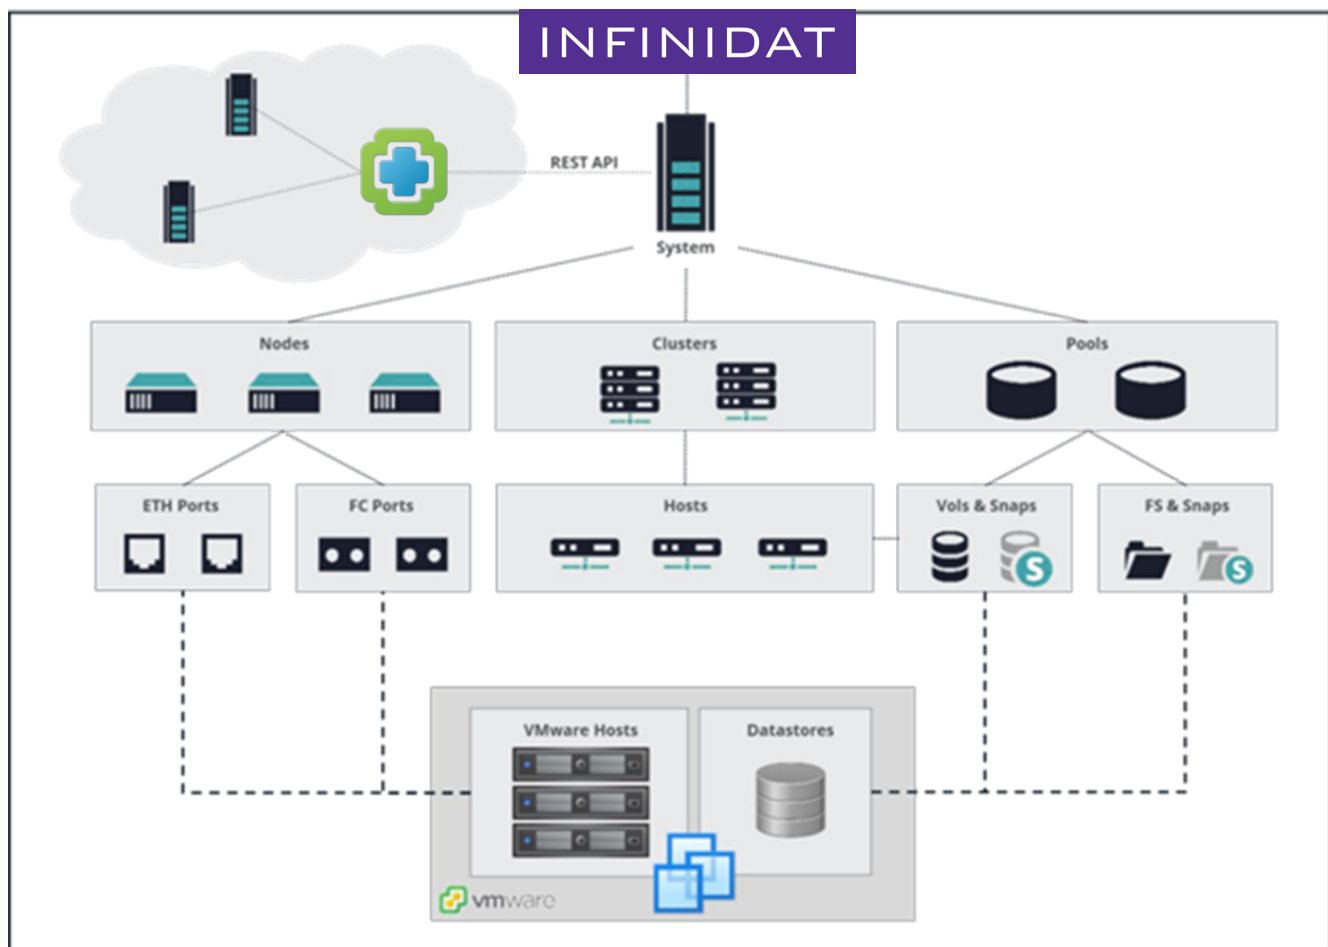 INFINIDAT
REST API
System
Nodes
Clusters
Pools
ETH Ports
FC Ports
Hosts
Vols & Snaps
FS & Snaps
S
S
VMware Hosts
Datastores
vmware